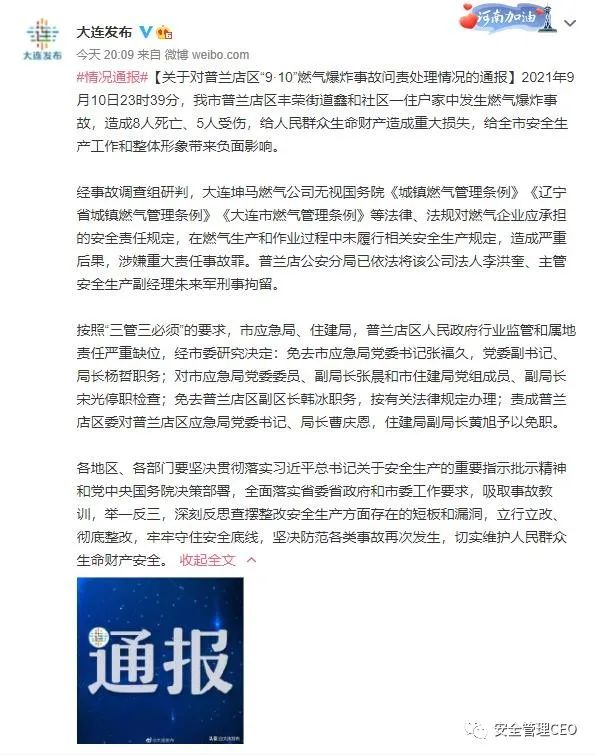 大连发布
河南加油
大连发布
今天 20:09 来自 微博 weibo.com
#情况通报#【关于对普兰店区“9·10”燃气爆炸事故问责处理情况的通报】2021年9
月10日23时39分，我市普兰店区丰荣街道鑫和社区一住户家中发生燃气爆炸事
故，造成8人死亡、5人受伤，给人民群众生命财产造成重大损失，给全市安全生
产工作和整体形象带来负面影响。
经事故调查组研判，大连坤马燃气公司无视国务院《城镇燃气管理条例》《辽宁
省城镇燃气管理条例》《大连市燃气管理条例》等法律、法规对燃气企业应承担
的安全责任规定，在燃气生产和作业过程中未履行相关安全生产规定，造成严重
后果，涉嫌重大责任事故罪。普兰店公安分局已依法将该公司法人李洪奎、主管
安全生产副经理朱来军刑事拘留。
按照“三管三必须”的要求，市应急局、住建局，普兰店区人民政府行业监管和属地
责任严重缺位，经市委研究决定：免去市应急局党委书记张福久，党委副书记、
局长杨哲职务；对市应急局党委委员、副局长张晨和市住建局党组成员、副局长
宋光停职检查；免去普兰店区副区长韩冰职务，按有关法律规定办理；责成普兰
店区委对普兰店区应急局党委书记、局长曹庆恩，住建局副局长黄旭予以免职。
各地区、各部门要坚决贯彻落实习近平总书记关于安全生产的重要指示批示精神
和党中央国务院决策部署，全面落实省委省政府和市委工作要求，吸取事故教
训，举一反三，深刻反思查摆整改安全生产方面存在的短板和漏洞，立行立改、
彻底整改，牢牢守住安全底线，坚决防范各类事故再次发生，切实维护人民群众
生命财产安全。 收起全文
通报
@大连发布
头条 @大连发布
安全管理CEO